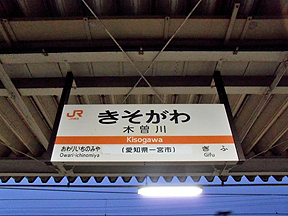 JR
きそがわ
木曽川
Kisogawa
おわりいちのみや
Owari-ichinomiya
(愛知県一宮市)
ぎふ
Gifu